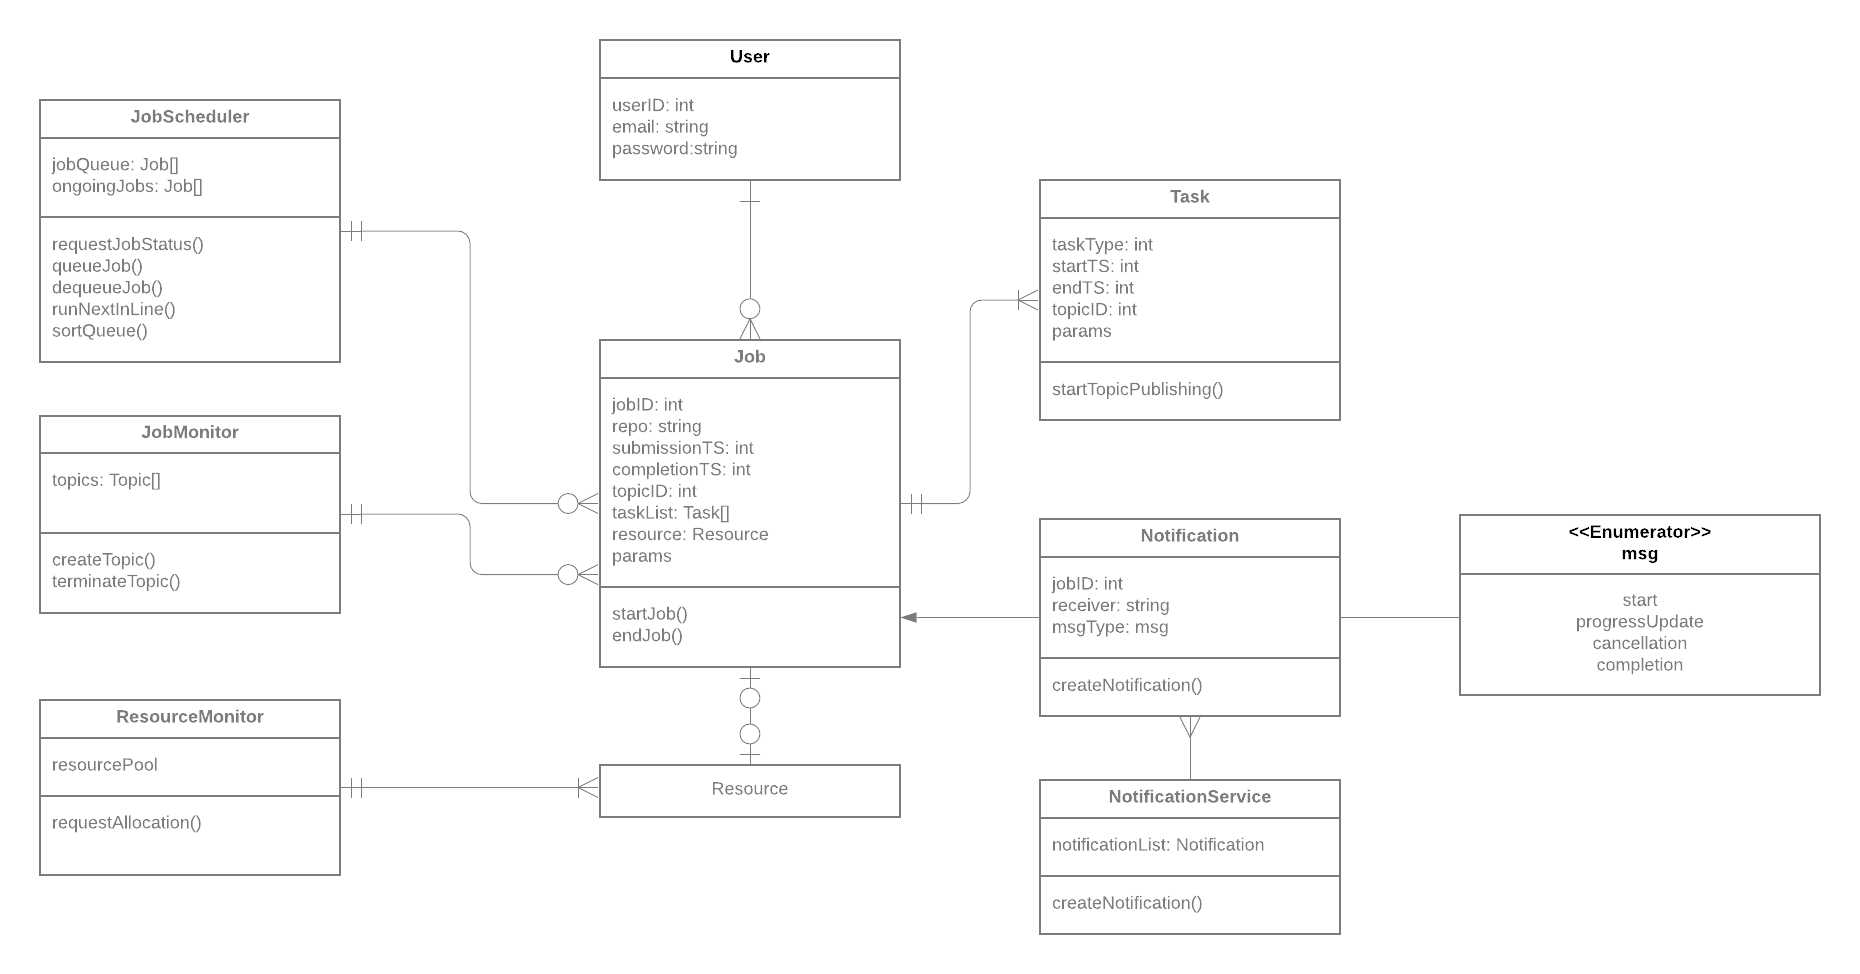 User
userID: int
email: string
password:string
JobScheduler
jobQueue: Job[]
ongoingJobs: Job[]
requestJobStatus()
queueJob()
dequeueJob()
runNextInLine()
sortQueue()
Task
taskType: int
startTS: int
endTS: int
topicID: int
params
startTopicPublishing()
Job
jobID: int
repo: string
submissionTS: int
completionTS: int
topicID: int
taskList: Task[]
resource: Resource
params
startJob()
endJob()
JobMonitor
topics: Topic[]
createTopic()
terminateTopic()
Notification
jobID: int
receiver: string
msgType: msg
createNotification()
<<Enumerator>>
msg
start
progressUpdate
cancellation
completion
ResourceMonitor
resourcePool
requestAllocation()
Resource
NotificationService
notificationList: Notification
createNotification()